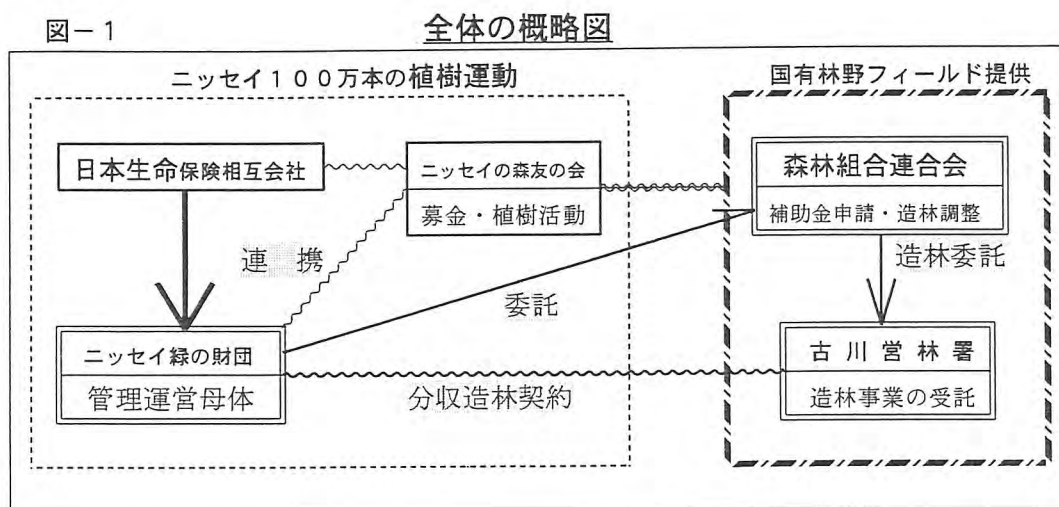 図－１
全体の概略図
ニッセイ１００万本の植樹運動
国有林野フィールド提供
日本生命保険相互会社
ニッセイの森友の会
募金・植樹活動
森林組合連合会
補助金申請・造林調整
連　携
造林委託
委託
ニッセイ緑の財団
管理運営母体
分収造林契約
古川営林署
造林事業の受託